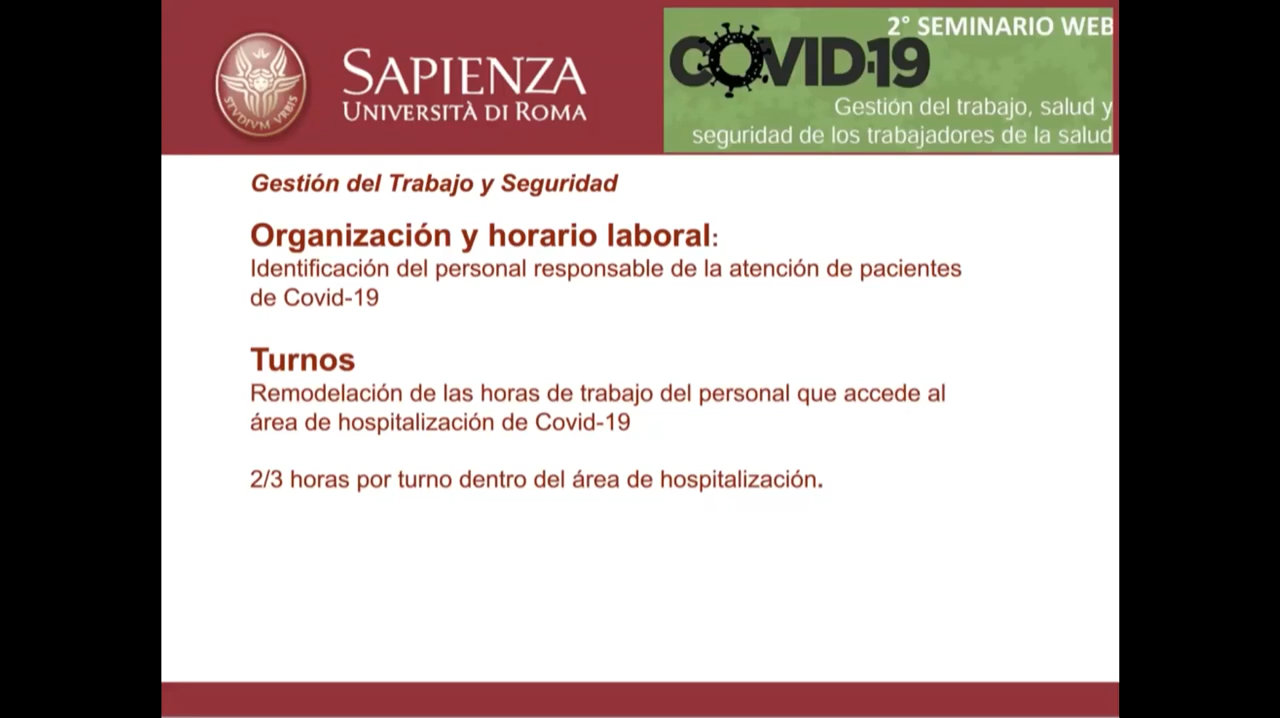 STVDIVM VRBIS
SAPIENZA
UNIVERSITÀ DI ROMA
2° SEMINARIO WEB
COVID-19
Gestión del trabajo, salud y
seguridad de los trabajadores de la salud
Gestión del Trabajo y Seguridad
Organización y horario laboral:
Identificación del personal responsable de la atención de pacientes
de Covid-19
Turnos
Remodelación de las horas de trabajo del personal que accede al
área de hospitalización de Covid-19
2/3 horas por turno dentro del área de hospitalización.